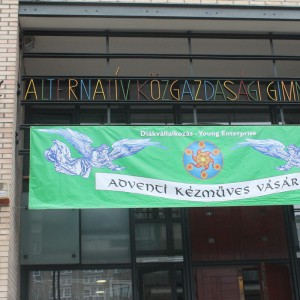 ALTERNATÍV KÖZGAZDASÁGI GIMN
Diákvállalkozás - Young Enterprise
ADVENTI KÉZMŰVES VÁSÁR